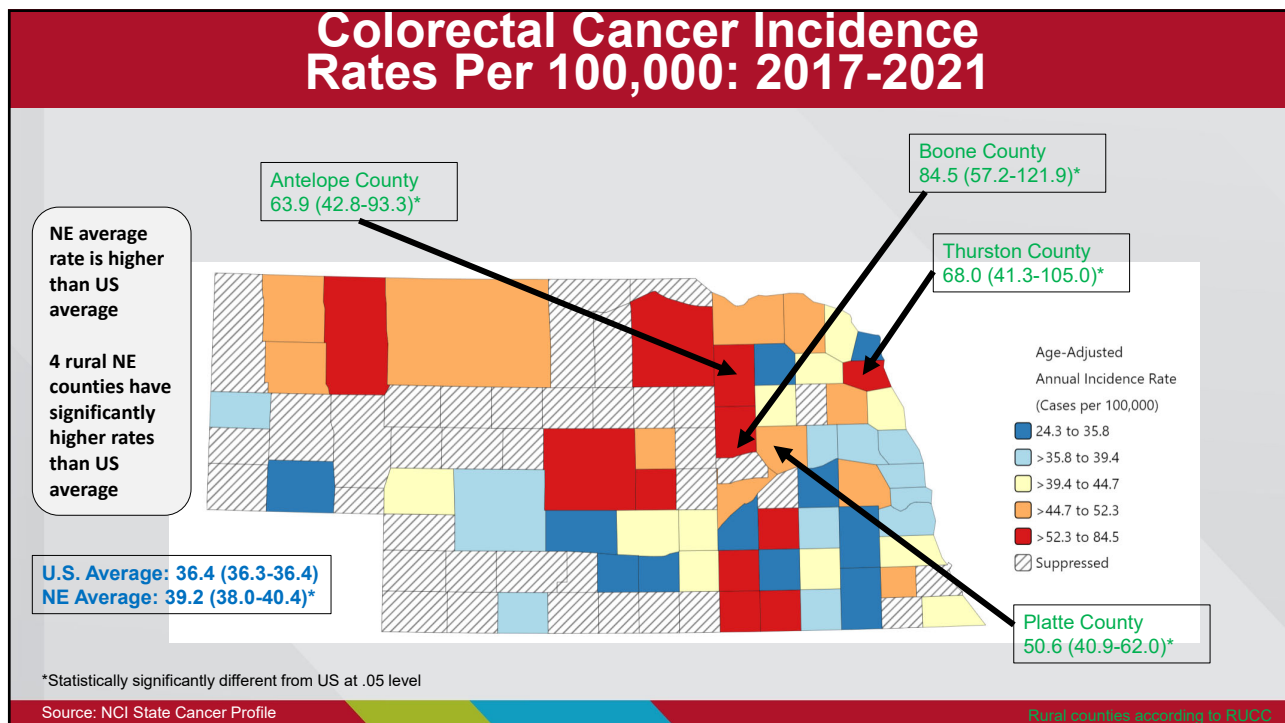 Colorectal Cancer Incidence
Rates Per 100,000: 2017-2021
Antelope County
63.9 (42.8-93.3)*
Boone County
84.5 (57.2-121.9)*
NE average
rate is higher
than US
average
4 rural NE
counties have
significantly
higher rates
than US
average
Thurston County
68.0 (41.3-105.0)*
Age-Adjusted
Annual Incidence Rate
(Cases per 100,000)
24.3 to 35.8
>35.8 to 39.4
>39.4 to 44.7
>44.7 to 52.3
>52.3 to 84.5
Suppressed
U.S. Average: 36.4 (36.3-36.4)
NE Average: 39.2 (38.0-40.4)*
Platte County
50.6 (40.9-62.0)*
*Statistically significantly different from US at .05 level
Source: NCI State Cancer Profile
Rural counties according to RUCC